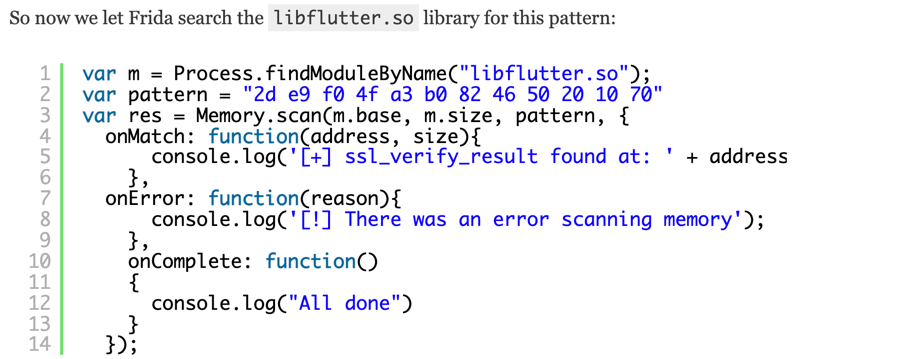 So now we let Frida search the libflutter.so library for this pattern:
1 var m = Process.findModuleByName("libflutter.so");
2 var pattern = "2d e9 f0 4f a3 b0 82 46 50 20 10 70"
3 var res = Memory.scan(m.base, m.size, pattern, {
4   onMatch: function(address, size){
5       console.log('[+] ssl_verify_result found at: ' + address
6     },
7   onError: function(reason){
8       console.log('[!] There was an error scanning memory');
9     },
10     onComplete: function()
11     {
12       console.log("All done")
13     }
14   });